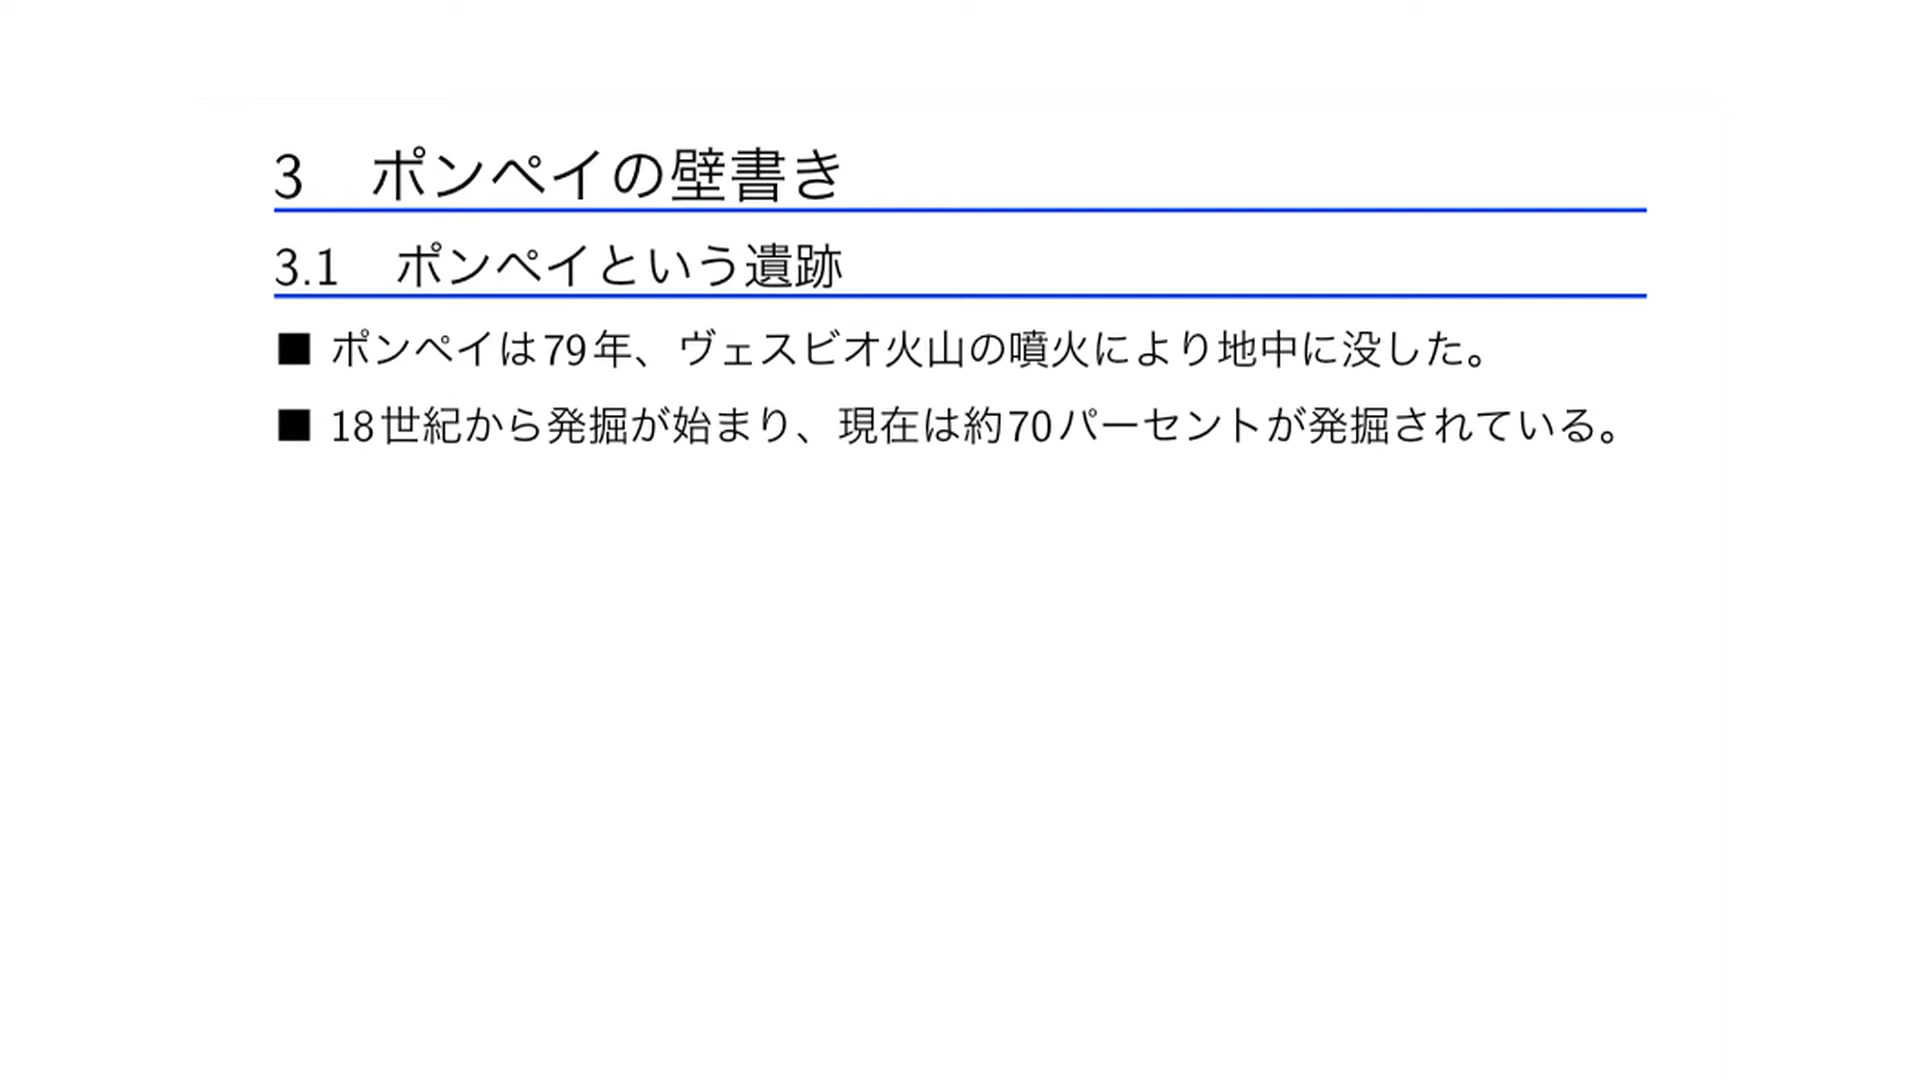 3　ポンペイの壁書き
3.1　ポンペイという遺跡
■ ポンペイは79年、ヴェスビオ火山の噴火により地中に没した。
■ 18世紀から発掘が始まり、現在は約70パーセントが発掘されている。